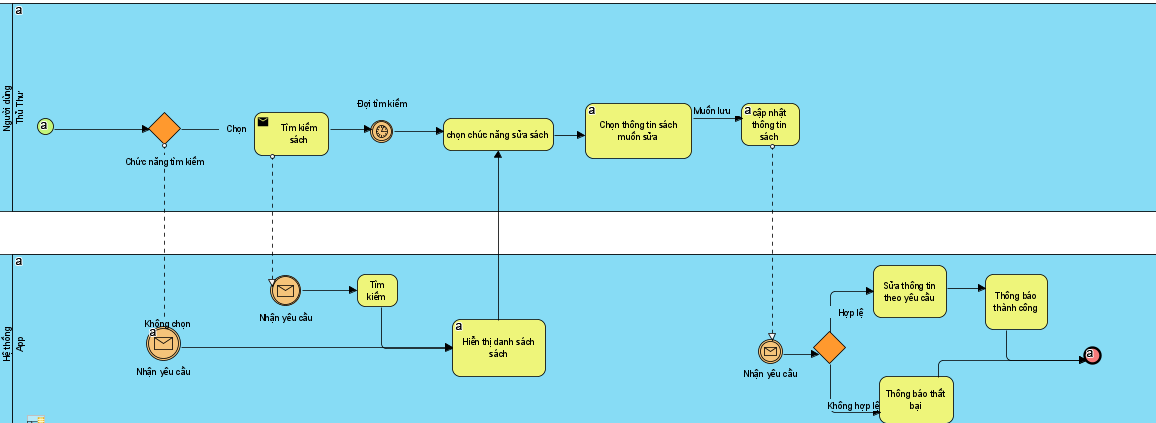 a
Người dùng
Thủ Thư
a
Chức năng tìm kiếm
Chọn
Tìm kiếm
sách
Đợi tìm kiếm
chọn chức năng sửa sách
a
Chọn thông tin sách
muốn sửa
Muốn lưu
a
cập nhật
thông tin
sách
a
Hệ thống
App
Không chọn
a
Nhận yêu cầu
Nhận yêu cầu
Tìm
kiếm
a
Hiển thị danh sách
sách
Nhận yêu cầu
Hợp lệ
Không hợp lệ
Sửa thông tin
theo yêu cầu
Thông báo
thành công
Thông báo thất
bại
a